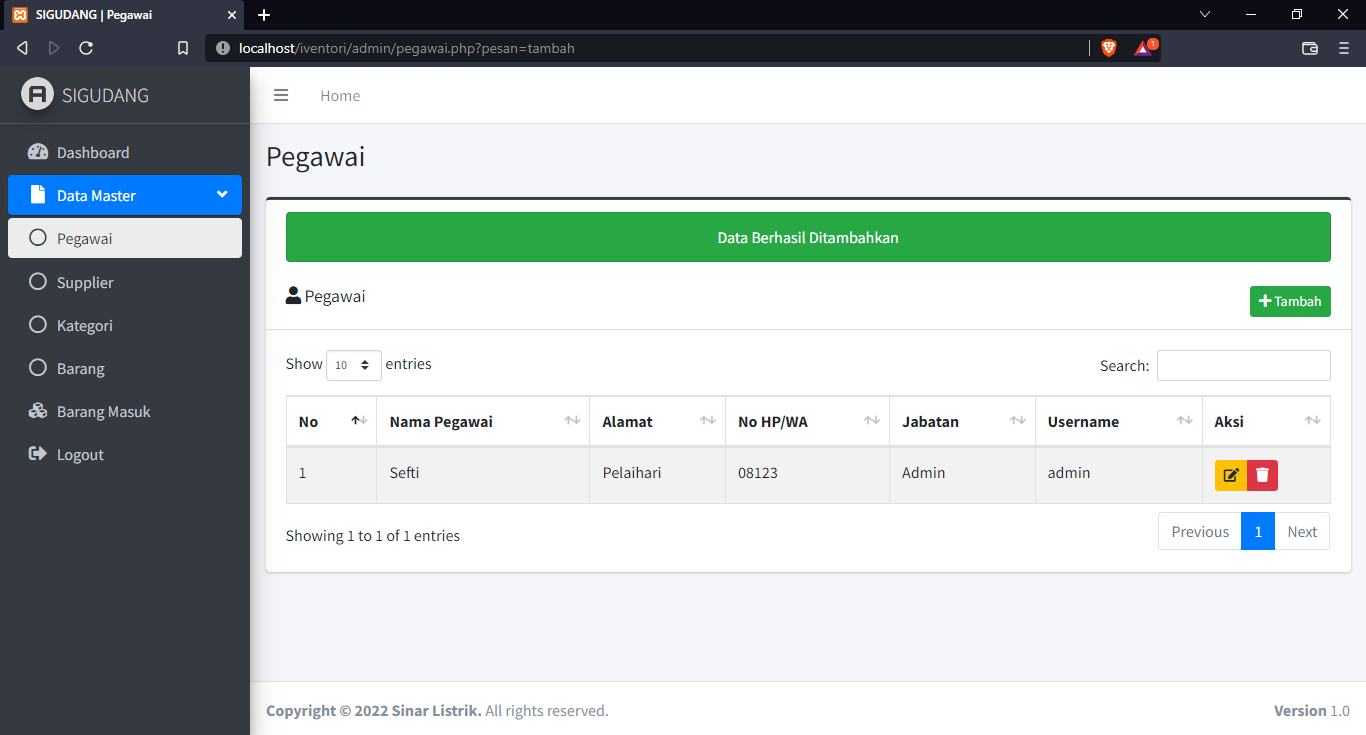 SIGUDANG | Pegawai
localhost/iventori/admin/pegawai.php?pesan=tambah
1
SIGUDANG
Home
Dashboard
Data Master
Pegawai
Supplier
Kategori
Barang
Barang Masuk
Logout
Pegawai
Data Berhasil Ditambahkan
Pegawai
Tambah
Show 10 entries
Search:
No Nama Pegawai Alamat No HP/WA Jabatan Username Aksi
1 Sefti Pelaihari 08123 Admin admin
Showing 1 to 1 of 1 entries
Previous 1 Next
Copyright © 2022 Sinar Listrik. All rights reserved.
Version 1.0